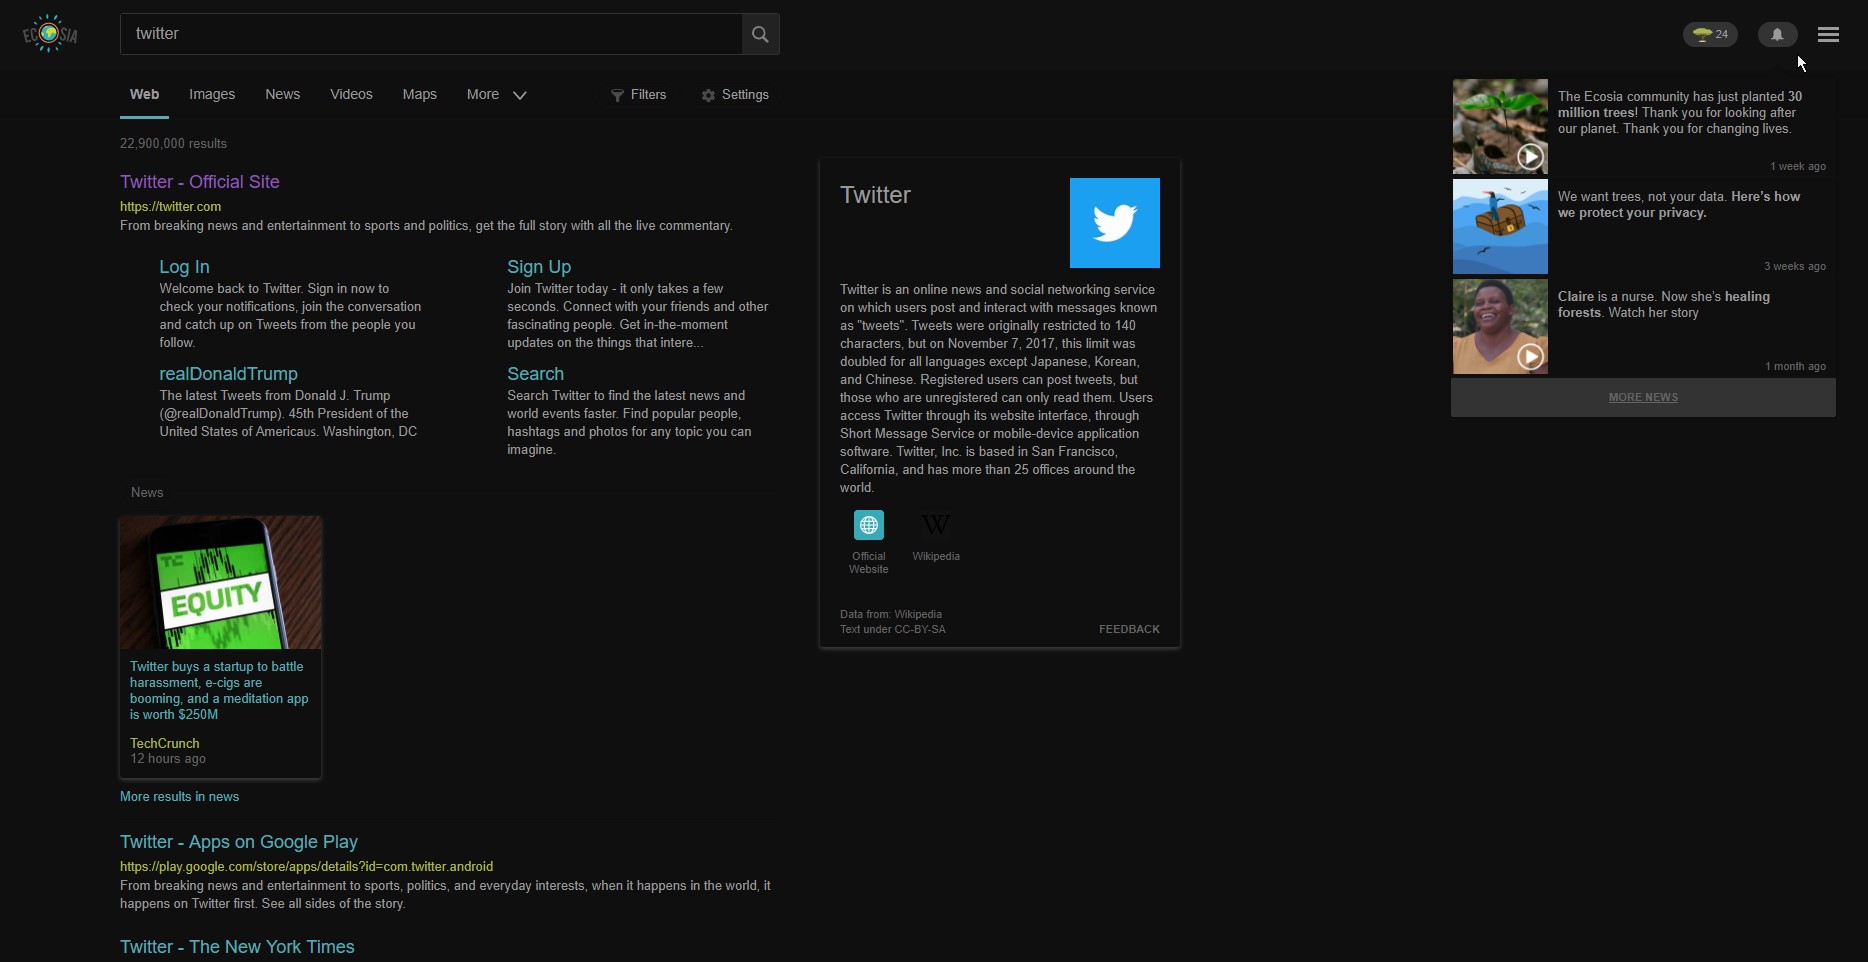 ECOSIA
twitter
24
Web
Images
News
Videos
Maps
More
Filters
Settings
22,900,000 results
Twitter - Official Site
https://twitter.com
From breaking news and entertainment to sports and politics, get the full story with all the live commentary.
Log In
Welcome back to Twitter. Sign in now to
check your notifications, join the conversation
and catch up on Tweets from the people you
follow.
Sign Up
Join Twitter today - it only takes a few
seconds. Connect with your friends and other
fascinating people. Get in-the-moment
updates on the things that intere...
realDonaldTrump
The latest Tweets from Donald J. Trump
(@realDonaldTrump). 45th President of the
United States of Americaus. Washington, DC
Search
Search Twitter to find the latest news and
world events faster. Find popular people,
hashtags and photos for any topic you can
imagine.
News
TC
EQUITY
Twitter buys a startup to battle
harassment, e-cigs are
booming, and a meditation app
is worth $250M
TechCrunch
12 hours ago
More results in news
Twitter - Apps on Google Play
https://play.google.com/store/apps/details?id=com.twitter.android
From breaking news and entertainment to sports, politics, and everyday interests, when it happens in the world, it
happens on Twitter first. See all sides of the story.
Twitter - The New York Times
Twitter
Twitter is an online news and social networking service
on which users post and interact with messages known
as "tweets". Tweets were originally restricted to 140
characters, but on November 7, 2017, this limit was
doubled for all languages except Japanese, Korean,
and Chinese. Registered users can post tweets, but
those who are unregistered can only read them. Users
access Twitter through its website interface, through
Short Message Service or mobile-device application
software. Twitter, Inc. is based in San Francisco,
California, and has more than 25 offices around the
world.
W
Official
Website
Wikipedia
Data from: Wikipedia
Text under CC-BY-SA
FEEDBACK
The Ecosia community has just planted 30
million trees! Thank you for looking after
our planet. Thank you for changing lives.
1 week ago
We want trees, not your data. Here's how
we protect your privacy.
3 weeks ago
Claire is a nurse. Now she's healing
forests. Watch her story
1 month ago
MORE NEWS